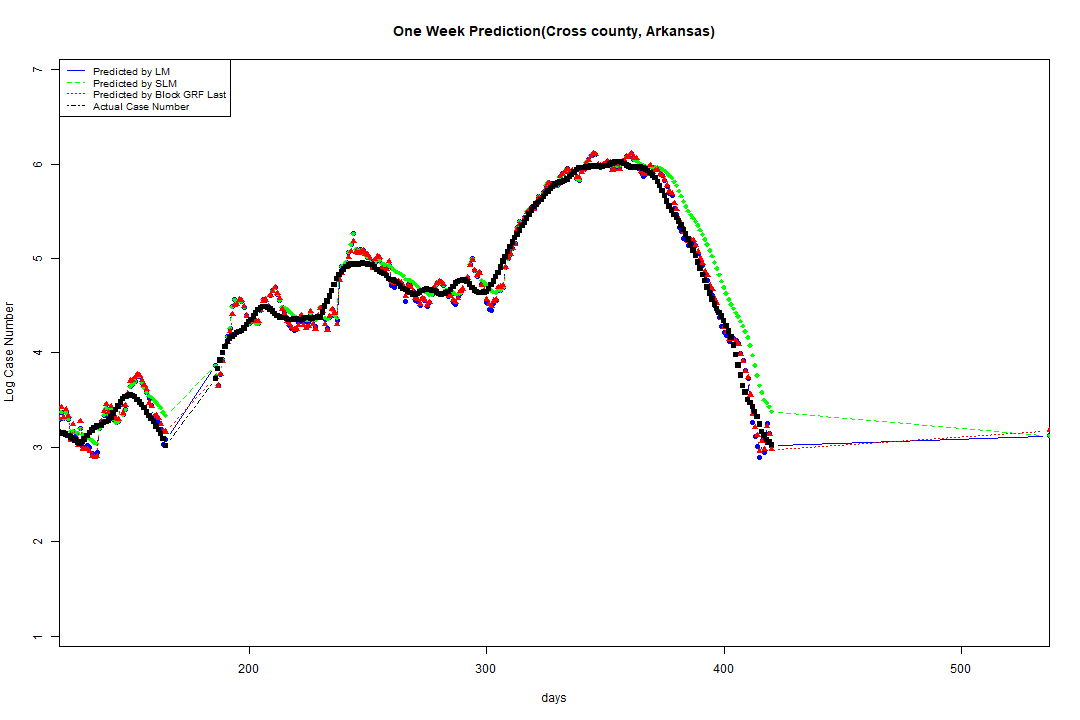 One Week Prediction(Cross county, Arkansas)
Predicted by LM
Predicted by SLM
Predicted by Block GRF Last
Actual Case Number
7
6
5
4
3
2
1
Log Case Number
200 300 400 500
days